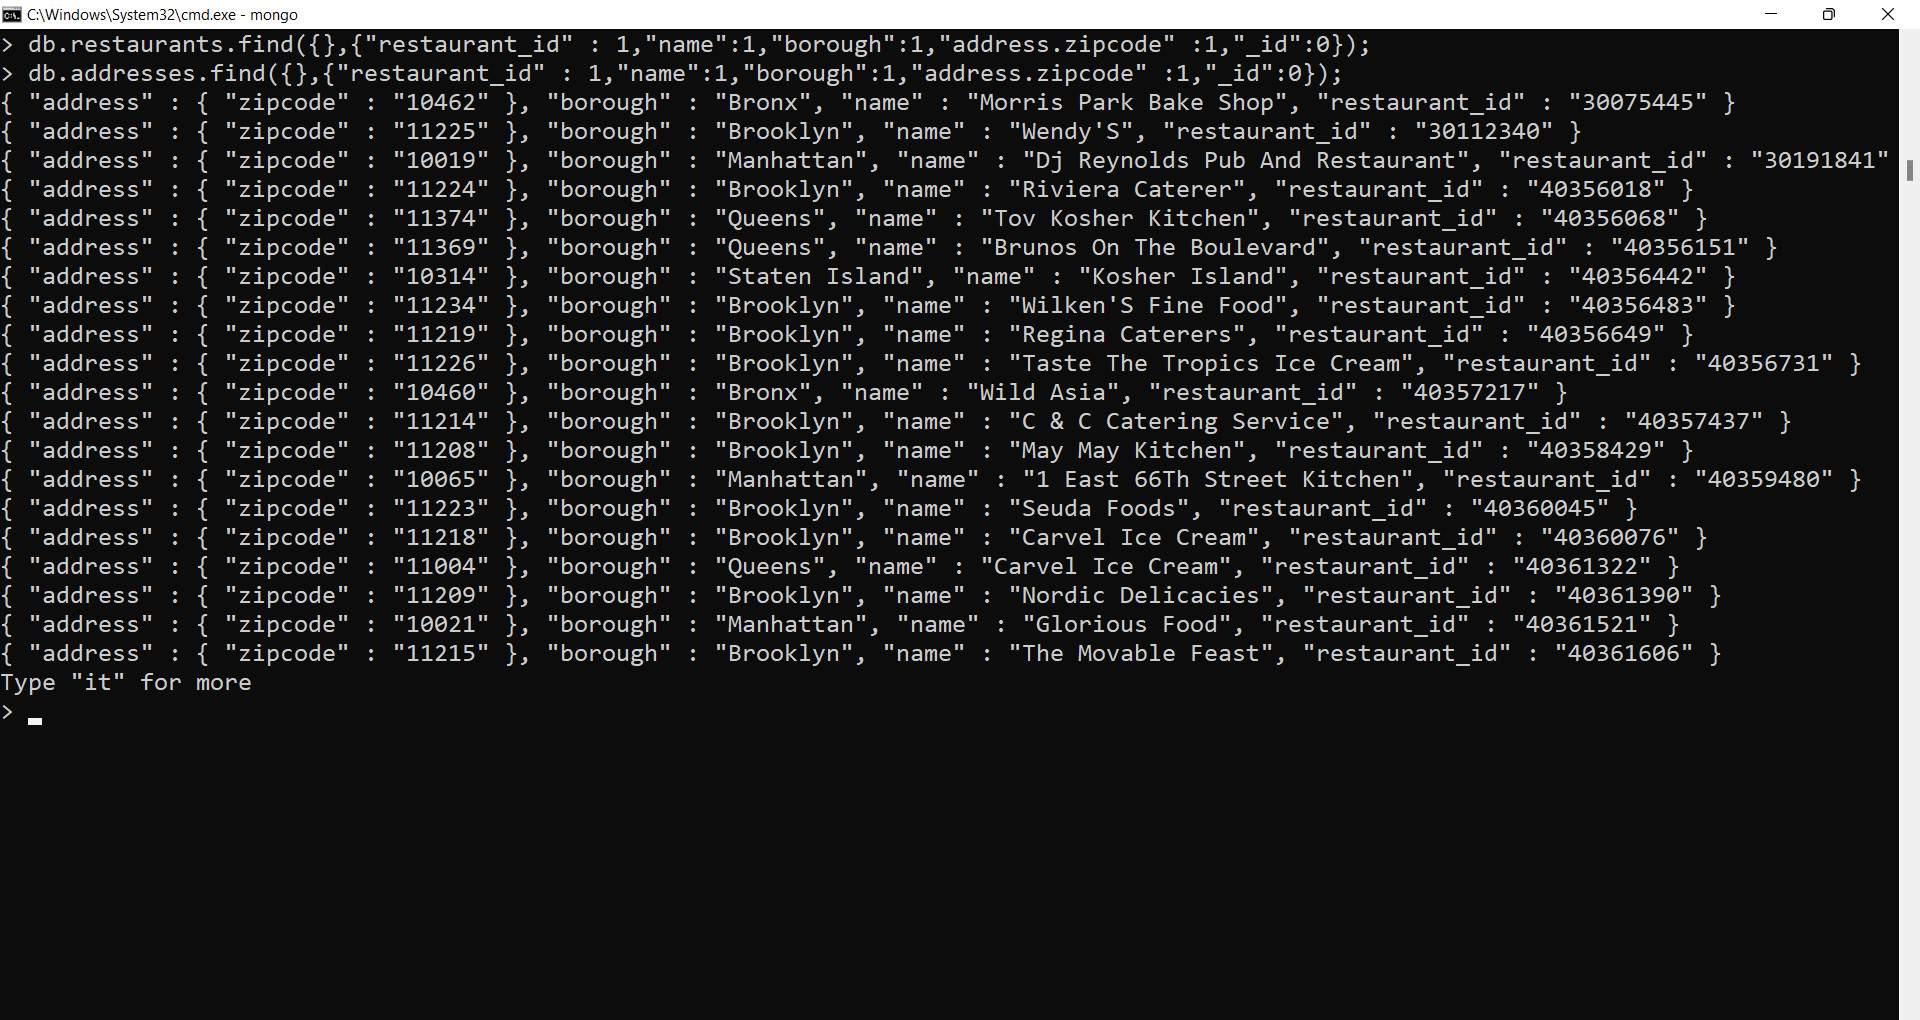 C:\Windows\System32\cmd.exe - mongo
> db.restaurants.find({},{"restaurant_id" : 1,"name":1,"borough":1,"address.zipcode" :1,"_id":0});
> db.addresses.find({},{"restaurant_id" : 1,"name":1,"borough":1,"address.zipcode" :1,"_id":0});
{ "address" : { "zipcode" : "10462" }, "borough" : "Bronx", "name" : "Morris Park Bake Shop", "restaurant_id" : "30075445" }
{ "address" : { "zipcode" : "11225" }, "borough" : "Brooklyn", "name" : "Wendy'S", "restaurant_id" : "30112340" }
{ "address" : { "zipcode" : "10019" }, "borough" : "Manhattan", "name" : "Dj Reynolds Pub And Restaurant", "restaurant_id" : "30191841"
{ "address" : { "zipcode" : "11224" }, "borough" : "Brooklyn", "name" : "Riviera Caterer", "restaurant_id" : "40356018" }
{ "address" : { "zipcode" : "11374" }, "borough" : "Queens", "name" : "Tov Kosher Kitchen", "restaurant_id" : "40356068" }
{ "address" : { "zipcode" : "11369" }, "borough" : "Queens", "name" : "Brunos On The Boulevard", "restaurant_id" : "40356151" }
{ "address" : { "zipcode" : "10314" }, "borough" : "Staten Island", "name" : "Kosher Island", "restaurant_id" : "40356442" }
{ "address" : { "zipcode" : "11234" }, "borough" : "Brooklyn", "name" : "Wilken'S Fine Food", "restaurant_id" : "40356483" }
{ "address" : { "zipcode" : "11219" }, "borough" : "Brooklyn", "name" : "Regina Caterers", "restaurant_id" : "40356649" }
{ "address" : { "zipcode" : "11226" }, "borough" : "Brooklyn", "name" : "Taste The Tropics Ice Cream", "restaurant_id" : "40356731" }
{ "address" : { "zipcode" : "10460" }, "borough" : "Bronx", "name" : "Wild Asia", "restaurant_id" : "40357217" }
{ "address" : { "zipcode" : "11214" }, "borough" : "Brooklyn", "name" : "C & C Catering Service", "restaurant_id" : "40357437" }
{ "address" : { "zipcode" : "11208" }, "borough" : "Brooklyn", "name" : "May May Kitchen", "restaurant_id" : "40358429" }
{ "address" : { "zipcode" : "10065" }, "borough" : "Manhattan", "name" : "1 East 66Th Street Kitchen", "restaurant_id" : "40359480" }
{ "address" : { "zipcode" : "11223" }, "borough" : "Brooklyn", "name" : "Seuda Foods", "restaurant_id" : "40360045" }
{ "address" : { "zipcode" : "11218" }, "borough" : "Brooklyn", "name" : "Carvel Ice Cream", "restaurant_id" : "40360076" }
{ "address" : { "zipcode" : "11004" }, "borough" : "Queens", "name" : "Carvel Ice Cream", "restaurant_id" : "40361322" }
{ "address" : { "zipcode" : "11209" }, "borough" : "Brooklyn", "name" : "Nordic Delicacies", "restaurant_id" : "40361390" }
{ "address" : { "zipcode" : "10021" }, "borough" : "Manhattan", "name" : "Glorious Food", "restaurant_id" : "40361521" }
{ "address" : { "zipcode" : "11215" }, "borough" : "Brooklyn", "name" : "The Movable Feast", "restaurant_id" : "40361606" }
Type "it" for more
>